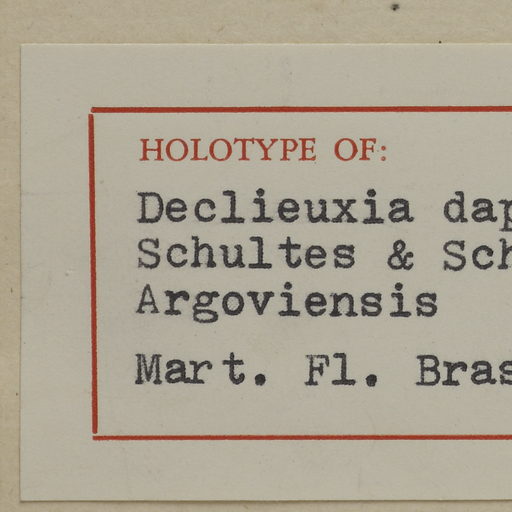 HOLOTYPE OF:
Declieuxia dap
Schultes & Sch
Argoviensis
Mart. Fl. Bras